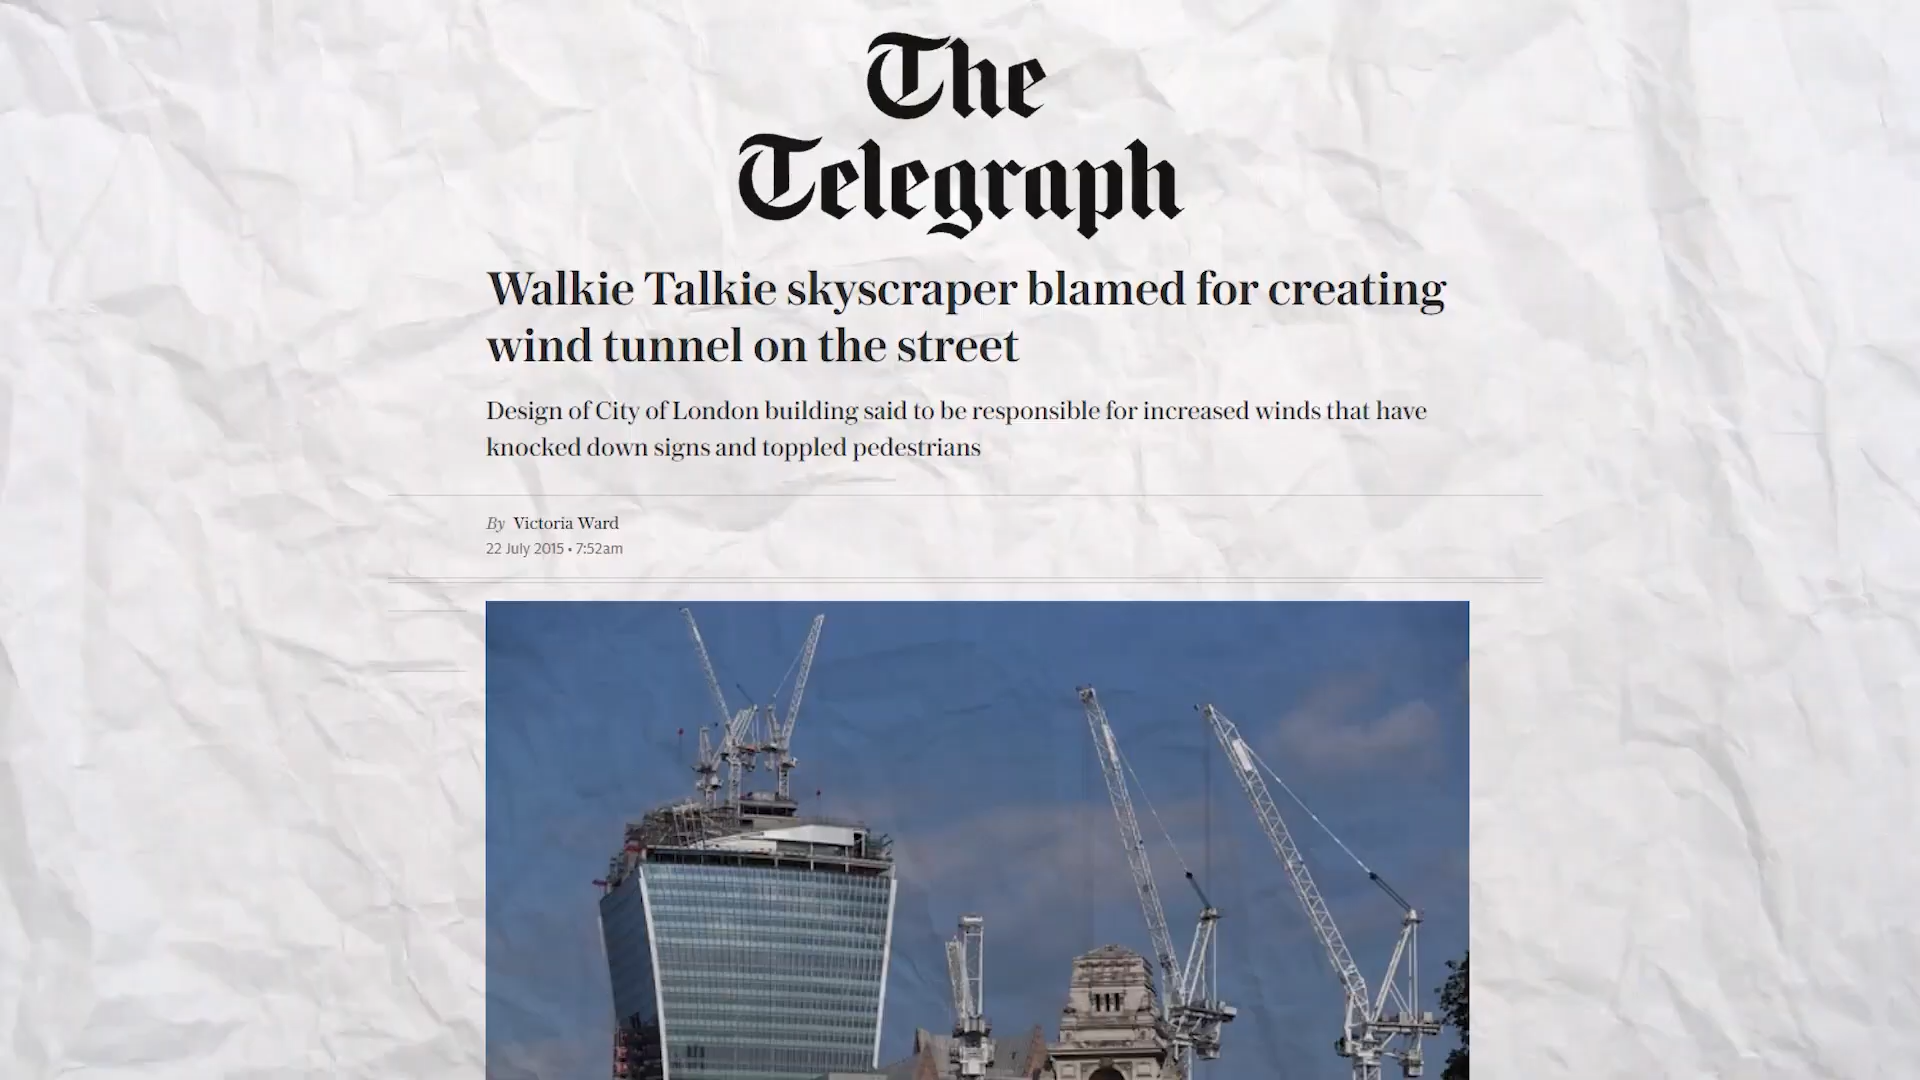 The
Telegraph
Walkie Talkie skyscraper blamed for creating
wind tunnel on the street
Design of City of London building said to be responsible for increased winds that have
knocked down signs and toppled pedestrians
By Victoria Ward
22 July 2015 • 7:52am